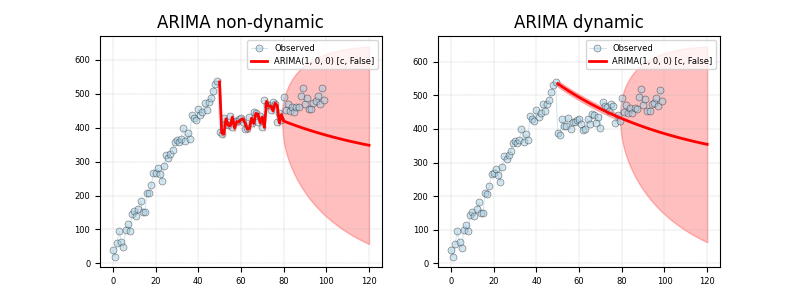 ARIMA non-dynamic
Observed
ARIMA(1, 0, 0) [c, False]
600
500
400
300
200
100
0
0 20 40 60 80 100 120
ARIMA dynamic
Observed
ARIMA(1, 0, 0) [c, False]
600
500
400
300
200
100
0
0 20 40 60 80 100 120